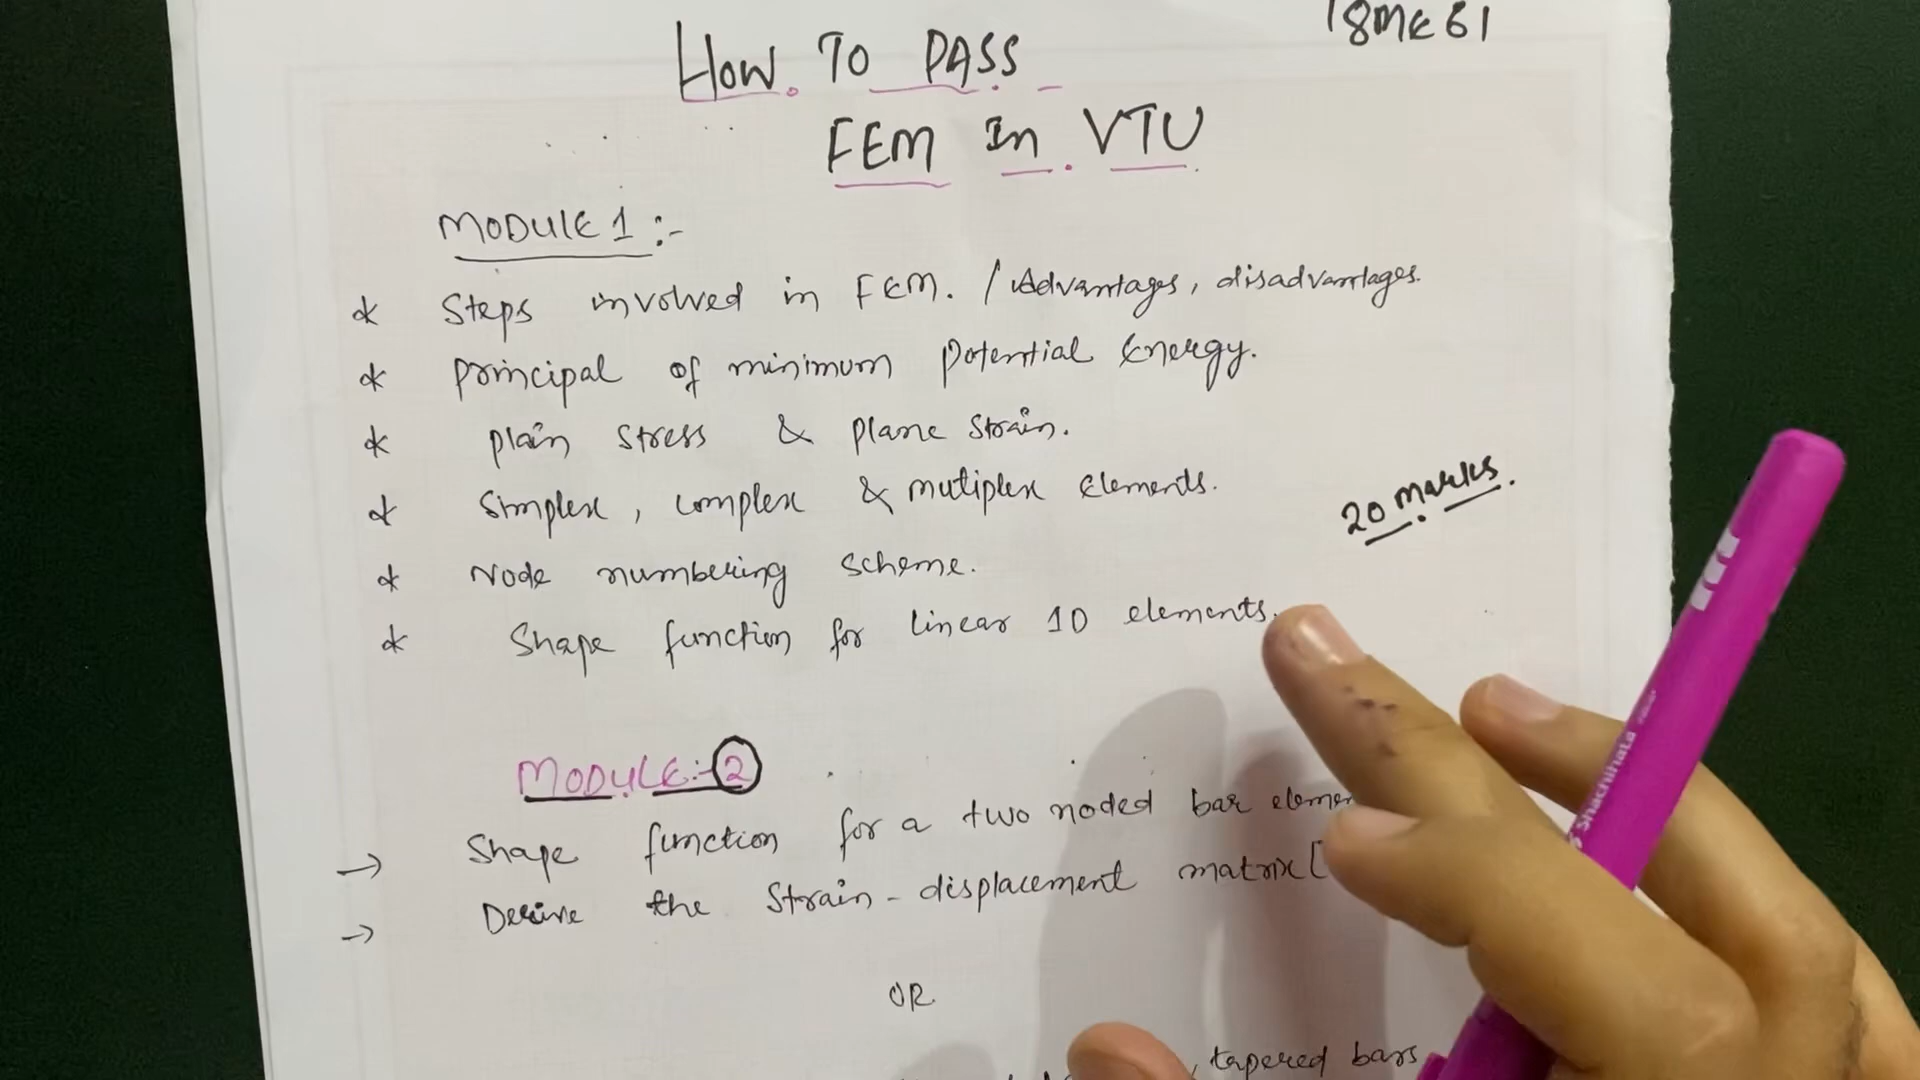 18ME61
HOW TO PASS
FEM In VTU
MODULE 1 :-
* Steps involved in FEM. / Advantages, disadvantages.
* principal of minimum potential Energy.
* plain stress & plane strain.
* Simplex, complex & mutiplex elements.
20 marks.
* Node numbering scheme.
* Shape function for linear 1D elements.
MODULE:- 2
→ Shape function for a two noded bar
→ Derive the Strain-displacement matrix [
OR
, tapered bars
Shachihata